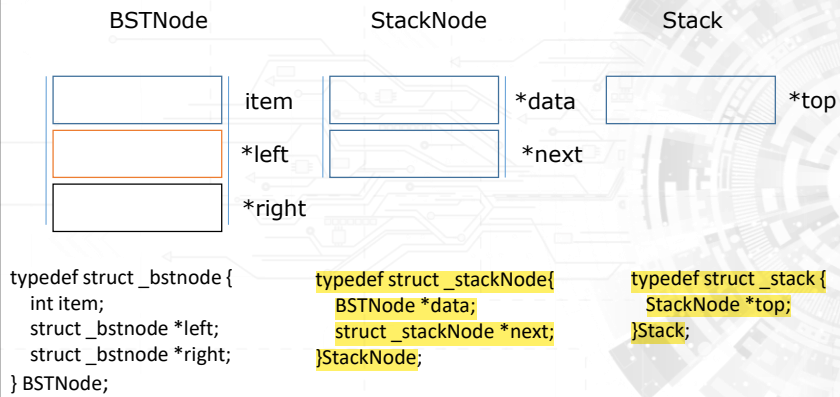 BSTNode
StackNode
Stack
item
*left
*right
*data
*next
*top
typedef struct _bstnode {
int item;
struct _bstnode *left;
struct _bstnode *right;
} BSTNode;
typedef struct _stackNode{
BSTNode *data;
struct _stackNode *next;
}StackNode;
typedef struct _stack {
StackNode *top;
}Stack;